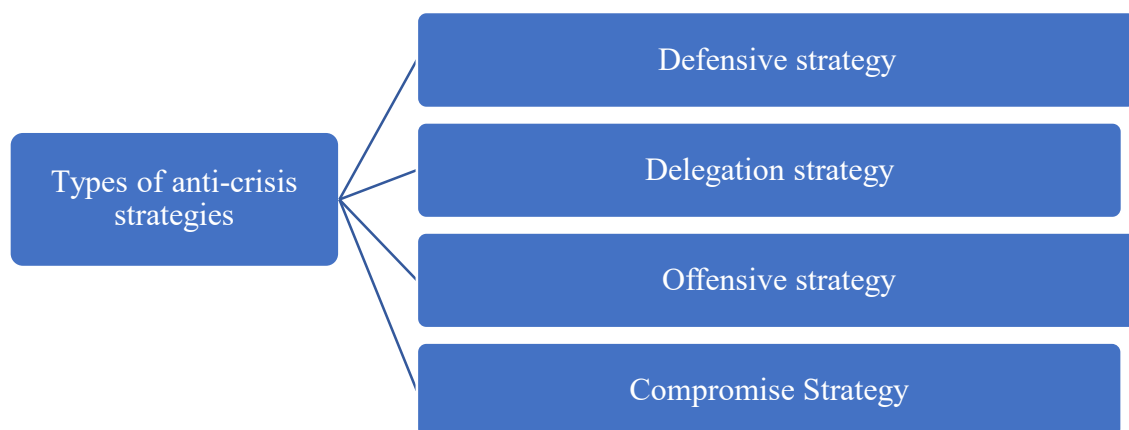 Types of anti-crisis
strategies
Defensive strategy
Delegation strategy
Offensive strategy
Compromise Strategy